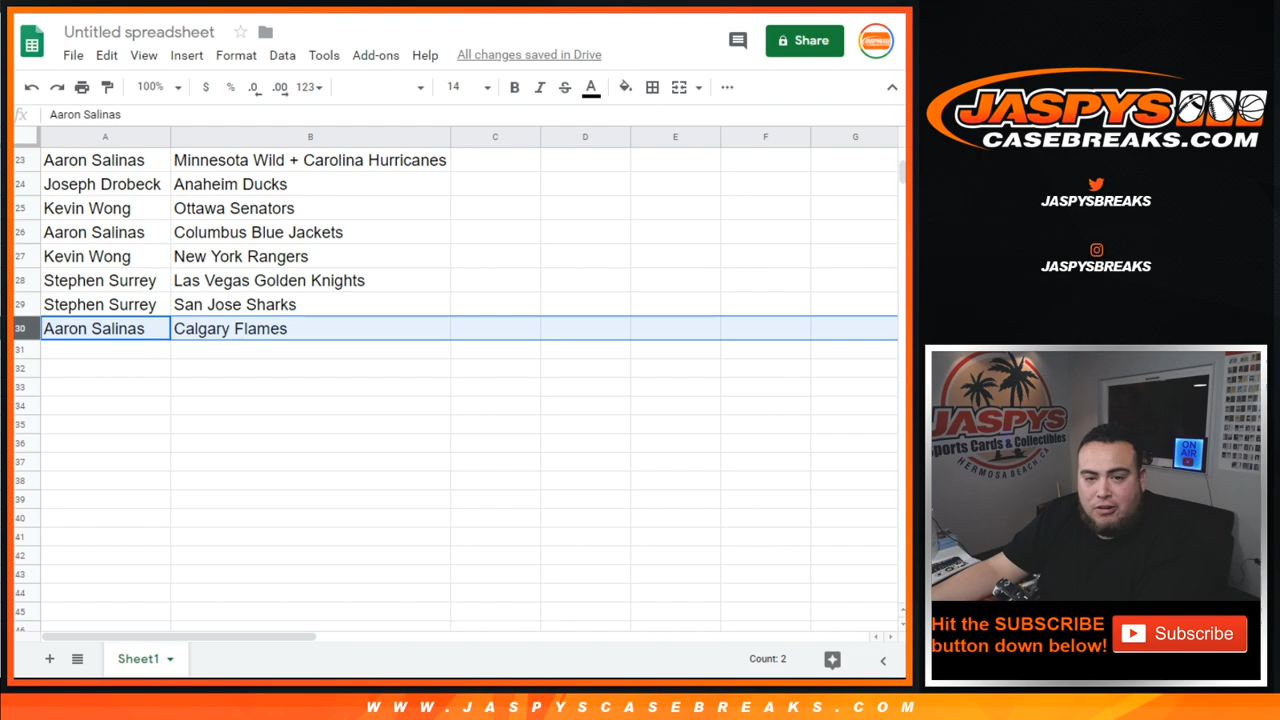 Untitled spreadsheet
File Edit View Insert Format Data Tools Add-ons Help All changes saved in Drive
Share
100% $ % .0 .00 123 14 B I S A
fx Aaron Salinas
A B C D E F G
23 Aaron Salinas Minnesota Wild + Carolina Hurricanes
24 Joseph Drobeck Anaheim Ducks
25 Kevin Wong Ottawa Senators
26 Aaron Salinas Columbus Blue Jackets
27 Kevin Wong New York Rangers
28 Stephen Surrey Las Vegas Golden Knights
29 Stephen Surrey San Jose Sharks
30 Aaron Salinas Calgary Flames
31
32
33
34
35
36
37
38
39
40
41
42
43
44
45
Sheet1
Count: 2
JASPYS
CASEBREAKS.COM
JASPYSBREAKS
JASPYSBREAKS
JASPYS
Sports Cards & Collectibles
HERMOSA BEACH, CA
ON
AIR
Hit the SUBSCRIBE
button down below!
Subscribe
WWW.JASPYSCASEBREAKS.COM